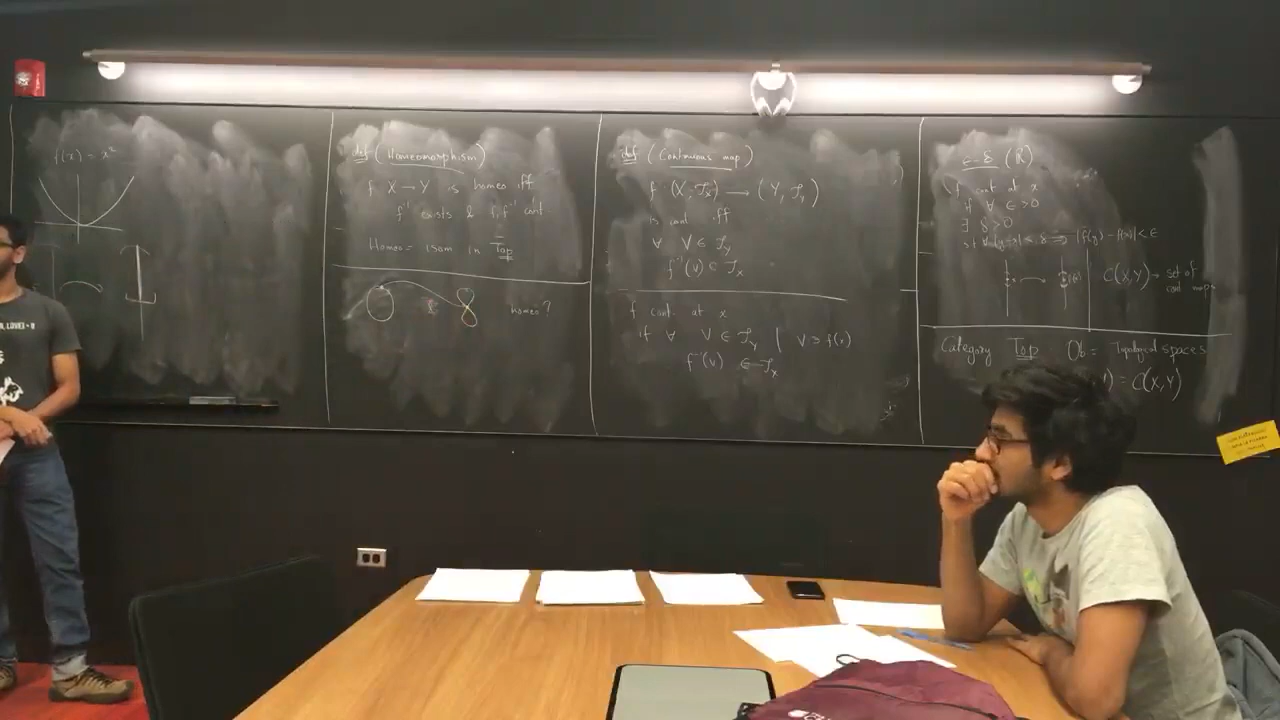 f(x) = x²
def (Homeomorphism)
f X → Y is homeo iff
f⁻¹ exists & f, f⁻¹ cont.
Homeo = isom in Top
& homeo?
def (Continuous map)
f (X, 𝒯x) → (Y, 𝒯y)
is cont iff
∀ V ∈ 𝒯y
f⁻¹(V) ∈ 𝒯x
f cont. at x
if ∀ V ∈ 𝒯y | V ∋ f(x)
f⁻¹(V) ∈ 𝒯x
ε-δ (ℝ)
f cont at x
if ∀ ε > 0
∃ δ > 0
st |y-x| < δ ⇒ |f(y) - f(x)| < ε
C(X,Y) = set of
cont maps
Category Top Ob = Topological spaces
) = C(X,Y)